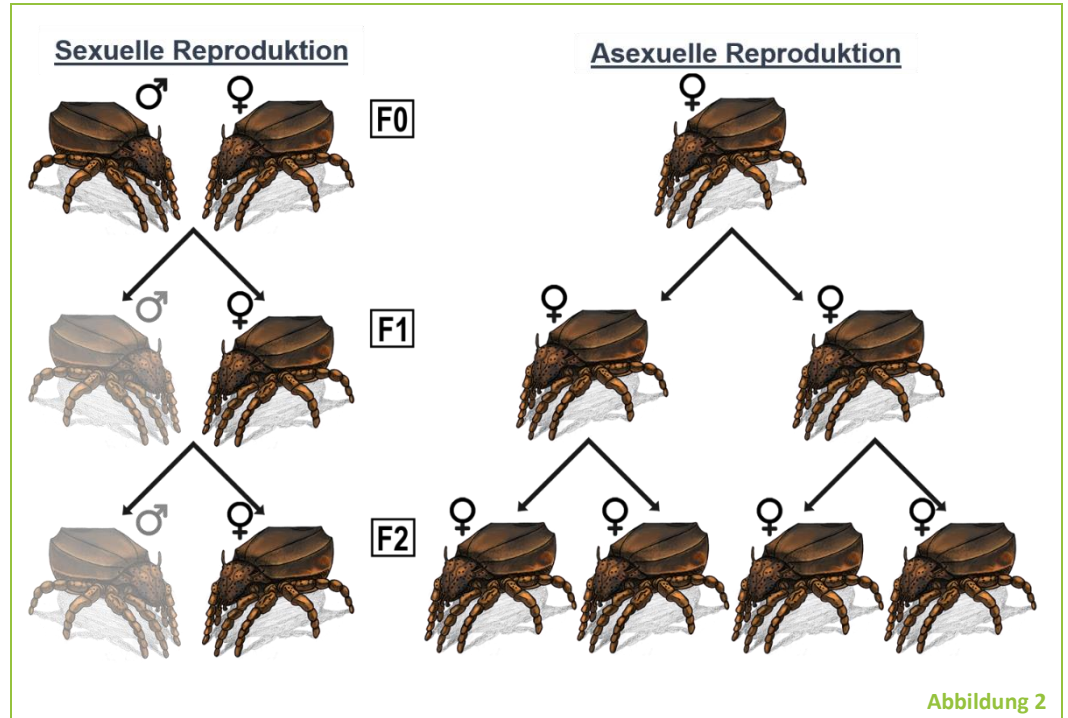 Sexuelle Reproduktion
Asexuelle Reproduktion
♂ ♀ F0 ♀
♂ ♀ F1 ♀ ♀
♂ ♀ F2 ♀ ♀ ♀ ♀
Abbildung 2